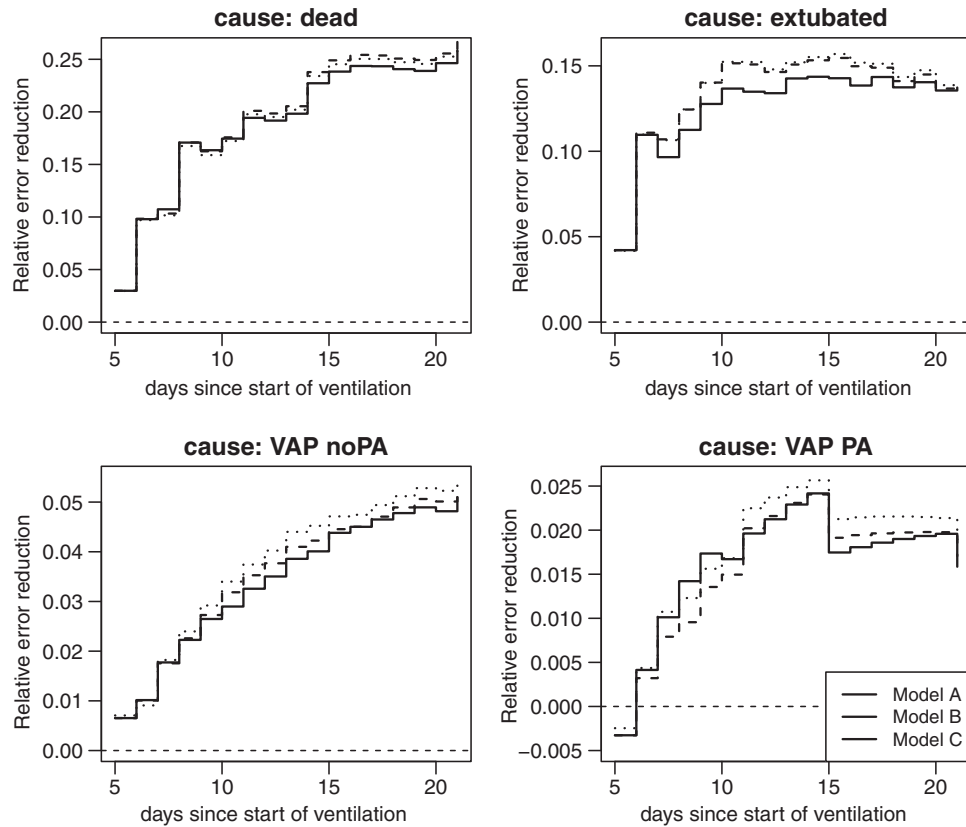 cause: dead
Relative error reduction
0.25
0.20
0.15
0.10
0.05
0.00
5 10 15 20
days since start of ventilation
cause: extubated
Relative error reduction
0.15
0.10
0.05
0.00
5 10 15 20
days since start of ventilation
cause: VAP noPA
Relative error reduction
0.05
0.04
0.03
0.02
0.01
0.00
5 10 15 20
days since start of ventilation
cause: VAP PA
Relative error reduction
0.025
0.020
0.015
0.010
0.005
0.000
−0.005
Model A
Model B
Model C
5 10 15 20
days since start of ventilation